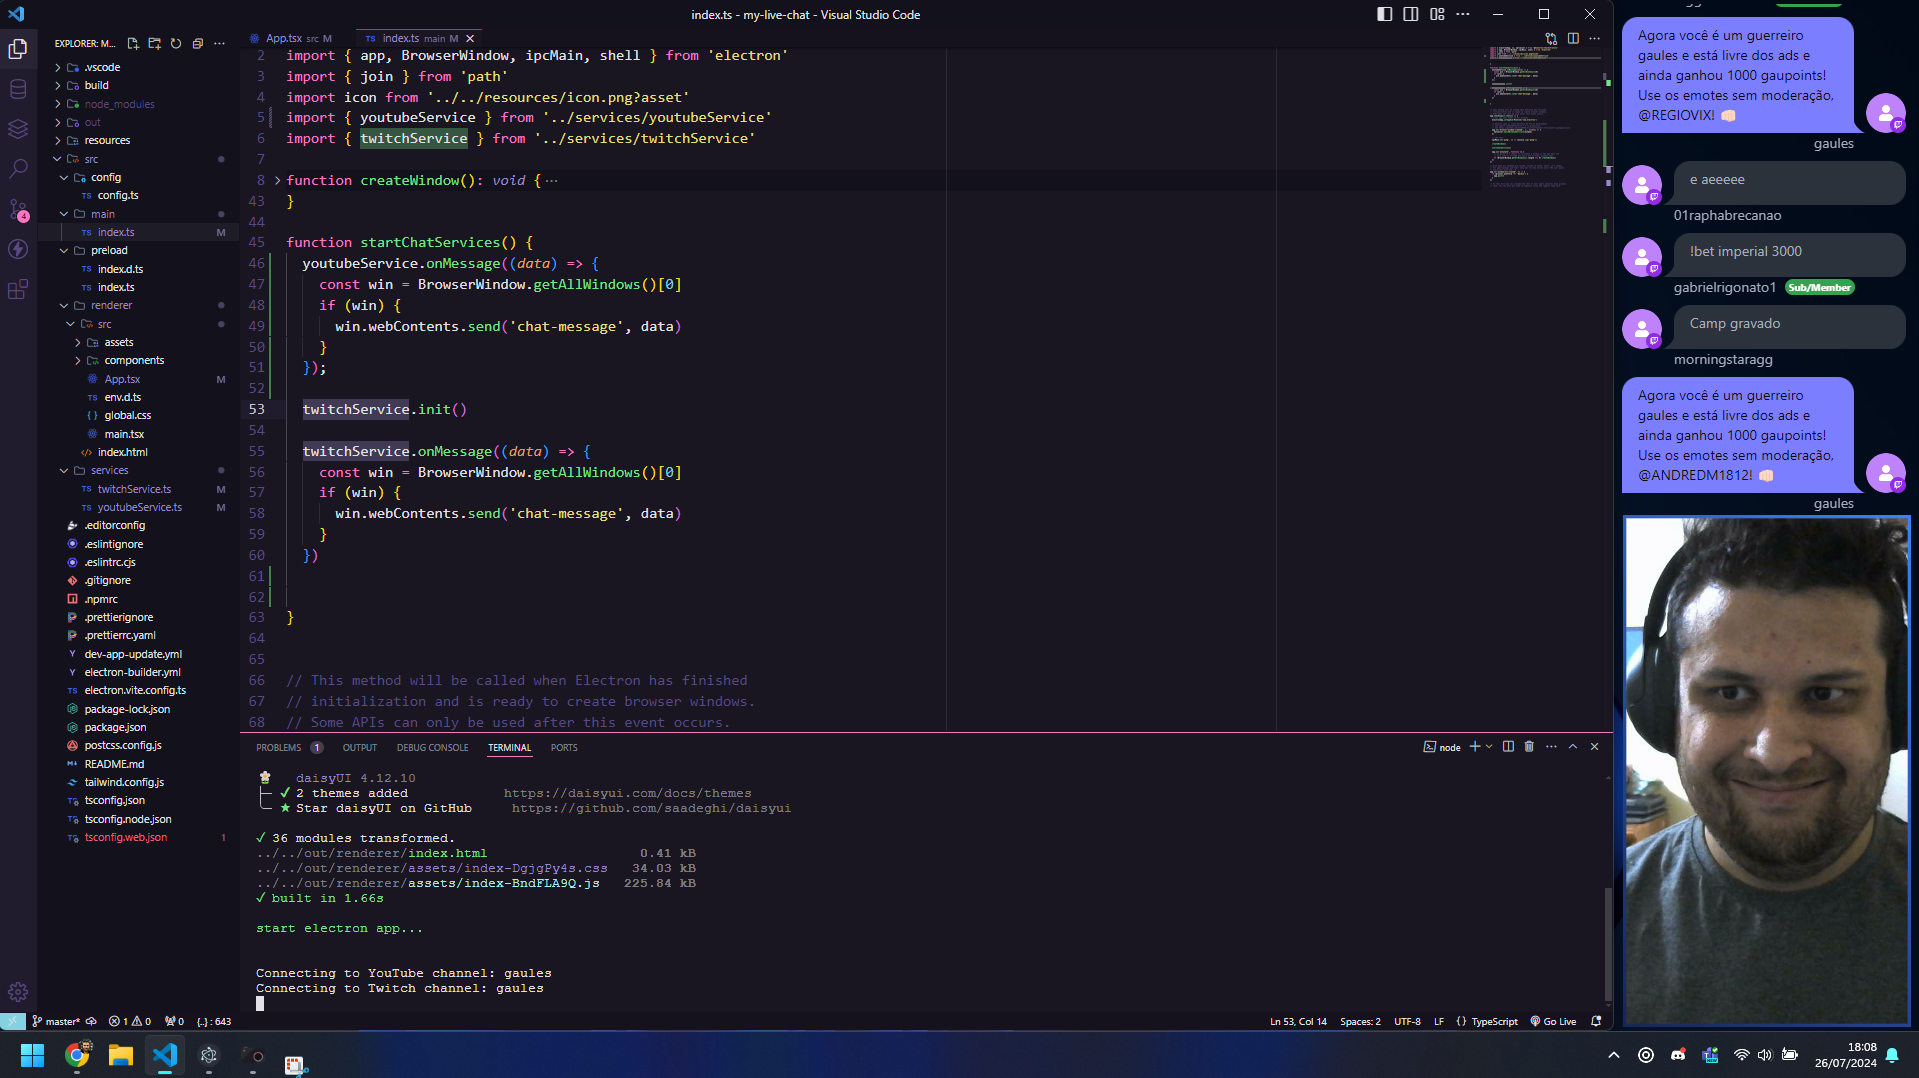 index.ts - my-live-chat - Visual Studio Code
EXPLORER: M...
.vscode
build
node_modules
out
resources
src
config
config.ts
main
index.ts M
preload
index.d.ts
index.ts
renderer
src
assets
components
App.tsx M
env.d.ts
global.css
main.tsx
index.html
services
twitchService.ts M
youtubeService.ts M
.editorconfig
.eslintignore
.eslintrc.cjs
.gitignore
.npmrc
.prettierignore
.prettierrc.yaml
dev-app-update.yml
electron-builder.yml
electron.vite.config.ts
package-lock.json
package.json
postcss.config.js
README.md
tailwind.config.js
tsconfig.json
tsconfig.node.json
tsconfig.web.json 1
4
App.tsx src M
index.ts main M
2 import { app, BrowserWindow, ipcMain, shell } from 'electron'
3 import { join } from 'path'
4 import icon from '../../resources/icon.png?asset'
5 import { youtubeService } from '../services/youtubeService'
6 import { twitchService } from '../services/twitchService'
7
8 function createWindow(): void { ···
43 }
44
45 function startChatServices() {
46 youtubeService.onMessage((data) => {
47 const win = BrowserWindow.getAllWindows()[0]
48 if (win) {
49 win.webContents.send('chat-message', data)
50 }
51 });
52
53 twitchService.init()
54
55 twitchService.onMessage((data) => {
56 const win = BrowserWindow.getAllWindows()[0]
57 if (win) {
58 win.webContents.send('chat-message', data)
59 }
60 })
61
62
63 }
64
65
66 // This method will be called when Electron has finished
67 // initialization and is ready to create browser windows.
68 // Some APIs can only be used after this event occurs.
PROBLEMS 1 OUTPUT DEBUG CONSOLE TERMINAL PORTS
node
daisyUI 4.12.10
✓ 2 themes added https://daisyui.com/docs/themes
★ Star daisyUI on GitHub https://github.com/saadeghi/daisyui
✓ 36 modules transformed.
../../out/renderer/index.html 0.41 kB
../../out/renderer/assets/index-DgjgPy4s.css 34.03 kB
../../out/renderer/assets/index-BndFLA9Q.js 225.84 kB
✓ built in 1.66s
start electron app...
Connecting to YouTube channel: gaules
Connecting to Twitch channel: gaules
master* 1 0 0 {..} : 643
Ln 53, Col 14 Spaces: 2 UTF-8 LF {} TypeScript Go Live
Agora você é um guerreiro
gaules e está livre dos ads e
ainda ganhou 1000 gaupoints!
Use os emotes sem moderação,
@REGIOVIX! 👊🏻
gaules
e aeeeee
01raphabrecanao
!bet imperial 3000
gabrielrigonato1 Sub/Member
Camp gravado
morningstaragg
Agora você é um guerreiro
gaules e está livre dos ads e
ainda ganhou 1000 gaupoints!
Use os emotes sem moderação,
@ANDREDM1812! 👊🏻
gaules
18:08
26/07/2024